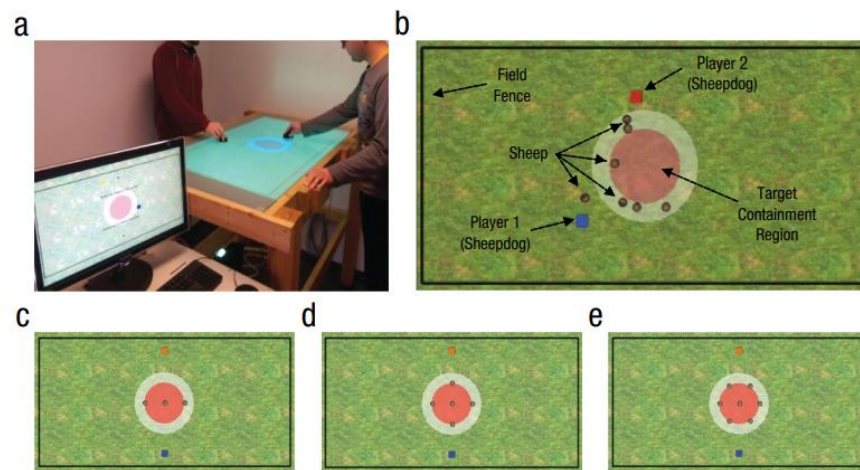 a
b
Field
Fence
Player 2
(Sheepdog)
Sheep
Player 1
(Sheepdog)
Target
Containment
Region
c
d
e